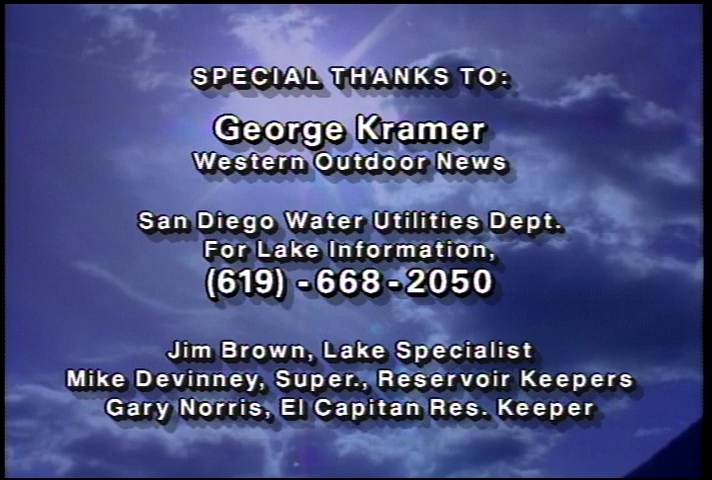 SPECIAL THANKS TO:
George Kramer
Western Outdoor News
San Diego Water Utilities Dept.
For Lake Information,
(619) - 668 - 2050
Jim Brown, Lake Specialist
Mike Devinney, Super., Reservoir Keepers
Gary Norris, El Capitan Res. Keeper